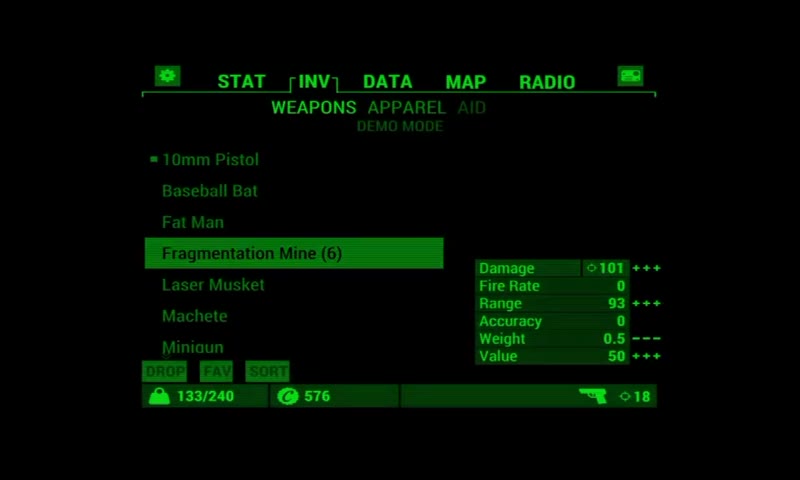 STAT INV DATA MAP RADIO
WEAPONS APPAREL AID
DEMO MODE
10mm Pistol
Baseball Bat
Fat Man
Fragmentation Mine (6)
Laser Musket
Machete
Minigun
Damage 101 +++
Fire Rate 0
Range 93 +++
Accuracy 0
Weight 0.5 ---
Value 50 +++
DROP FAV SORT
133/240 576 18